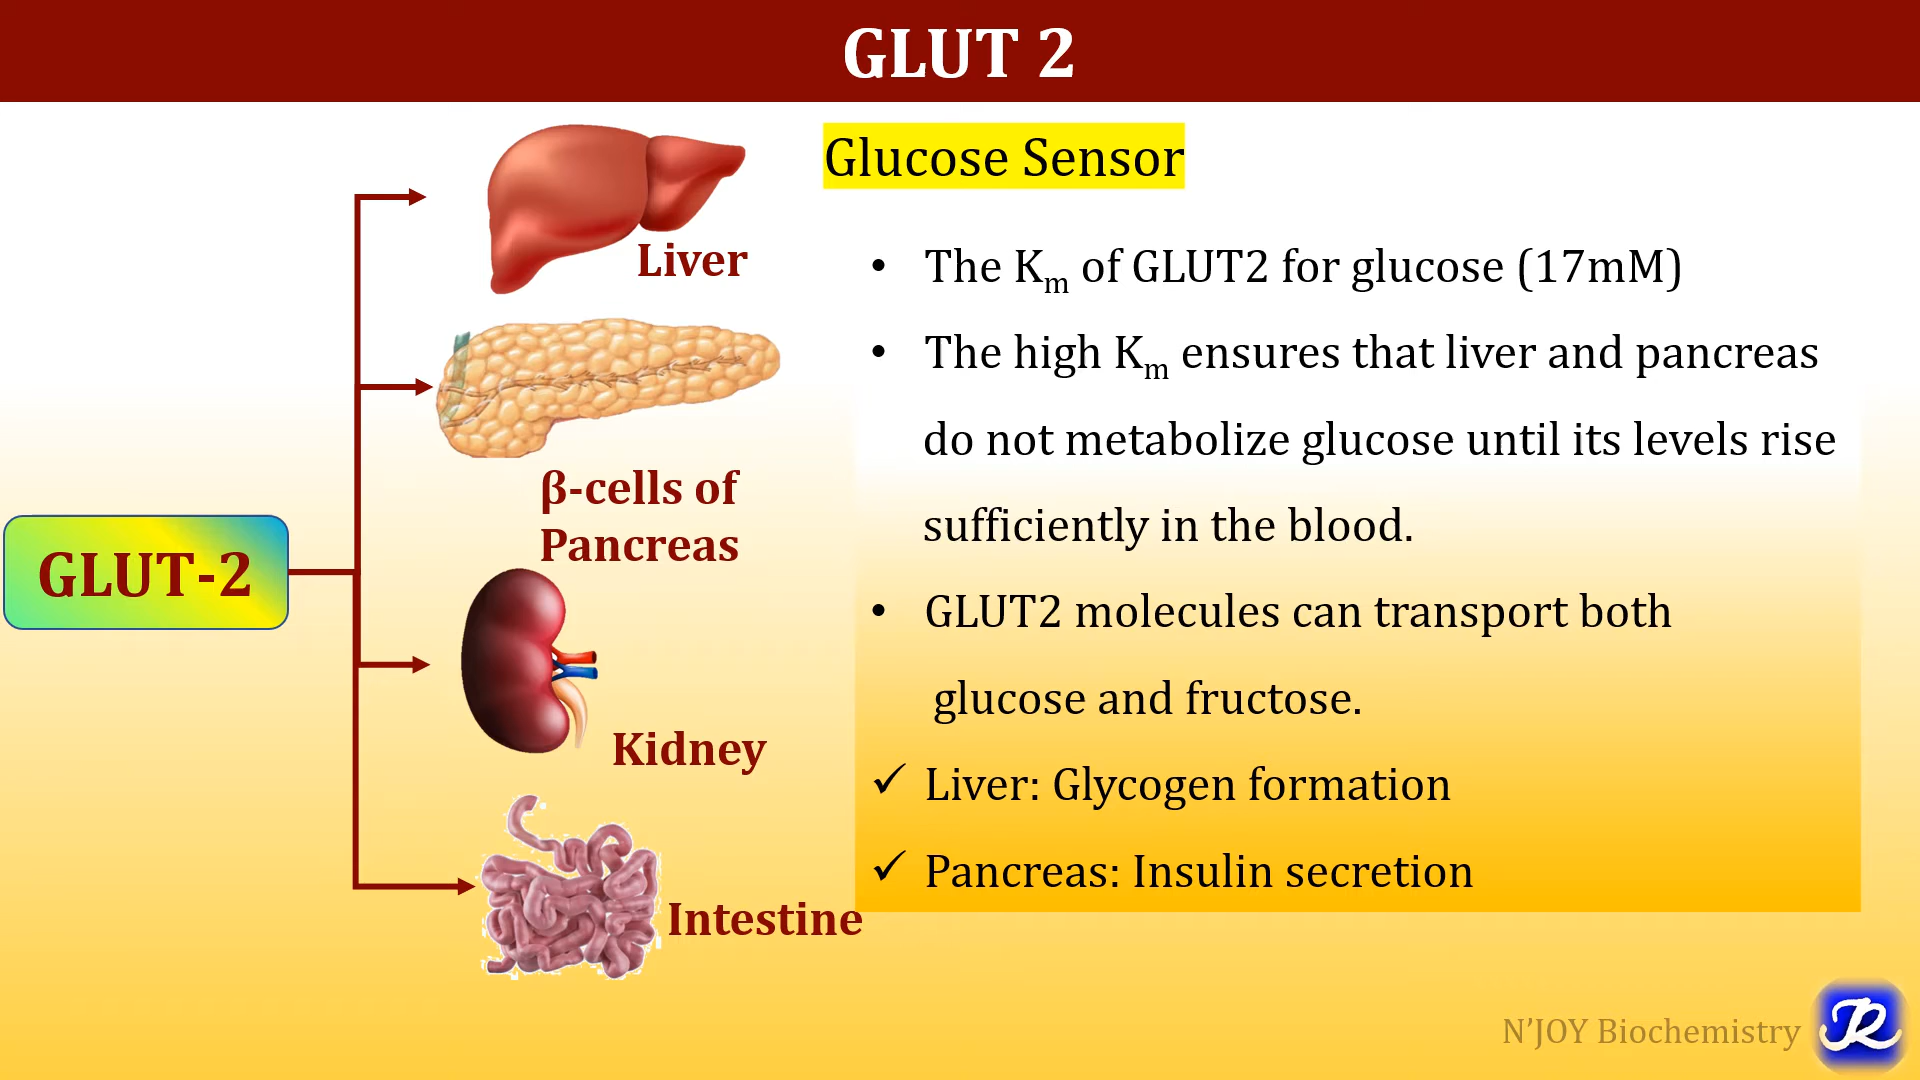 GLUT 2
Glucose Sensor
Liver
β-cells of
Pancreas
GLUT-2
Kidney
Intestine
• The Km of GLUT2 for glucose (17mM)
• The high Km ensures that liver and pancreas
do not metabolize glucose until its levels rise
sufficiently in the blood.
• GLUT2 molecules can transport both
glucose and fructose.
✓ Liver: Glycogen formation
✓ Pancreas: Insulin secretion
N’JOY Biochemistry
JR